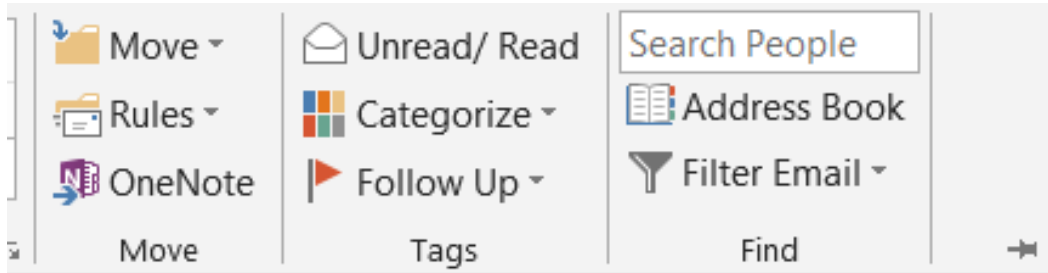 Move
Rules
OneNote
Move
Unread/ Read
Categorize
Follow Up
Tags
Search People
Address Book
Filter Email
Find